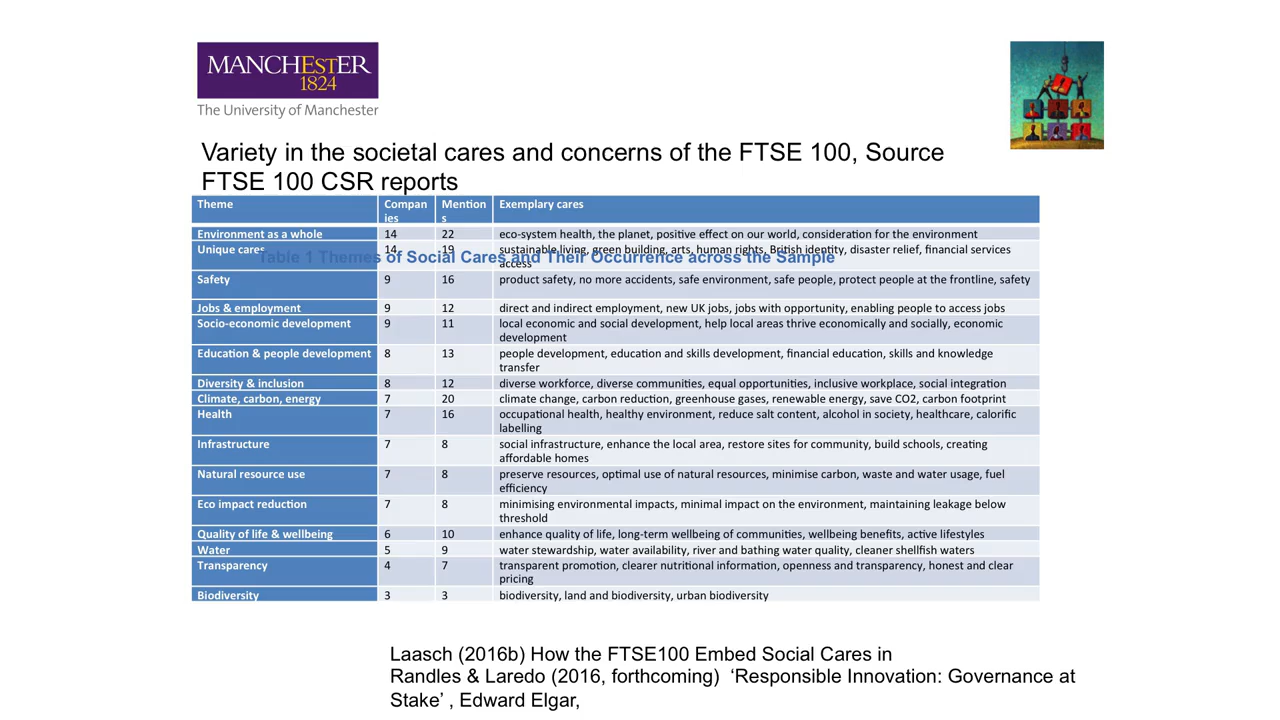 MANCHESTER
1824
The University of Manchester
Variety in the societal cares and concerns of the FTSE 100, Source
FTSE 100 CSR reports
Theme Compan ies Mention s Exemplary cares
Environment as a whole 14 22 eco-system health, the planet, positive effect on our world, consideration for the environment
Unique cares 14 19 sustainable living, green building, arts, human rights, British identity, disaster relief, financial services
access
Table 1 Themes of Social Cares and Their Occurrence across the Sample
Safety 9 16 product safety, no more accidents, safe environment, safe people, protect people at the frontline, safety
Jobs & employment 9 12 direct and indirect employment, new UK jobs, jobs with opportunity, enabling people to access jobs
Socio-economic development 9 11 local economic and social development, help local areas thrive economically and socially, economic
development
Education & people development 8 13 people development, education and skills development, financial education, skills and knowledge
transfer
Diversity & inclusion 8 12 diverse workforce, diverse communities, equal opportunities, inclusive workplace, social integration
Climate, carbon, energy 7 20 climate change, carbon reduction, greenhouse gases, renewable energy, save CO2, carbon footprint
Health 7 16 occupational health, healthy environment, reduce salt content, alcohol in society, healthcare, calorific
labelling
Infrastructure 7 8 social infrastructure, enhance the local area, restore sites for community, build schools, creating
affordable homes
Natural resource use 7 8 preserve resources, optimal use of natural resources, minimise carbon, waste and water usage, fuel
efficiency
Eco impact reduction 7 8 minimising environmental impacts, minimal impact on the environment, maintaining leakage below
threshold
Quality of life & wellbeing 6 10 enhance quality of life, long-term wellbeing of communities, wellbeing benefits, active lifestyles
Water 5 9 water stewardship, water availability, river and bathing water quality, cleaner shellfish waters
Transparency 4 7 transparent promotion, clearer nutritional information, openness and transparency, honest and clear
pricing
Biodiversity 3 3 biodiversity, land and biodiversity, urban biodiversity
Laasch (2016b) How the FTSE100 Embed Social Cares in
Randles & Laredo (2016, forthcoming) ‘Responsible Innovation: Governance at
Stake’ , Edward Elgar,